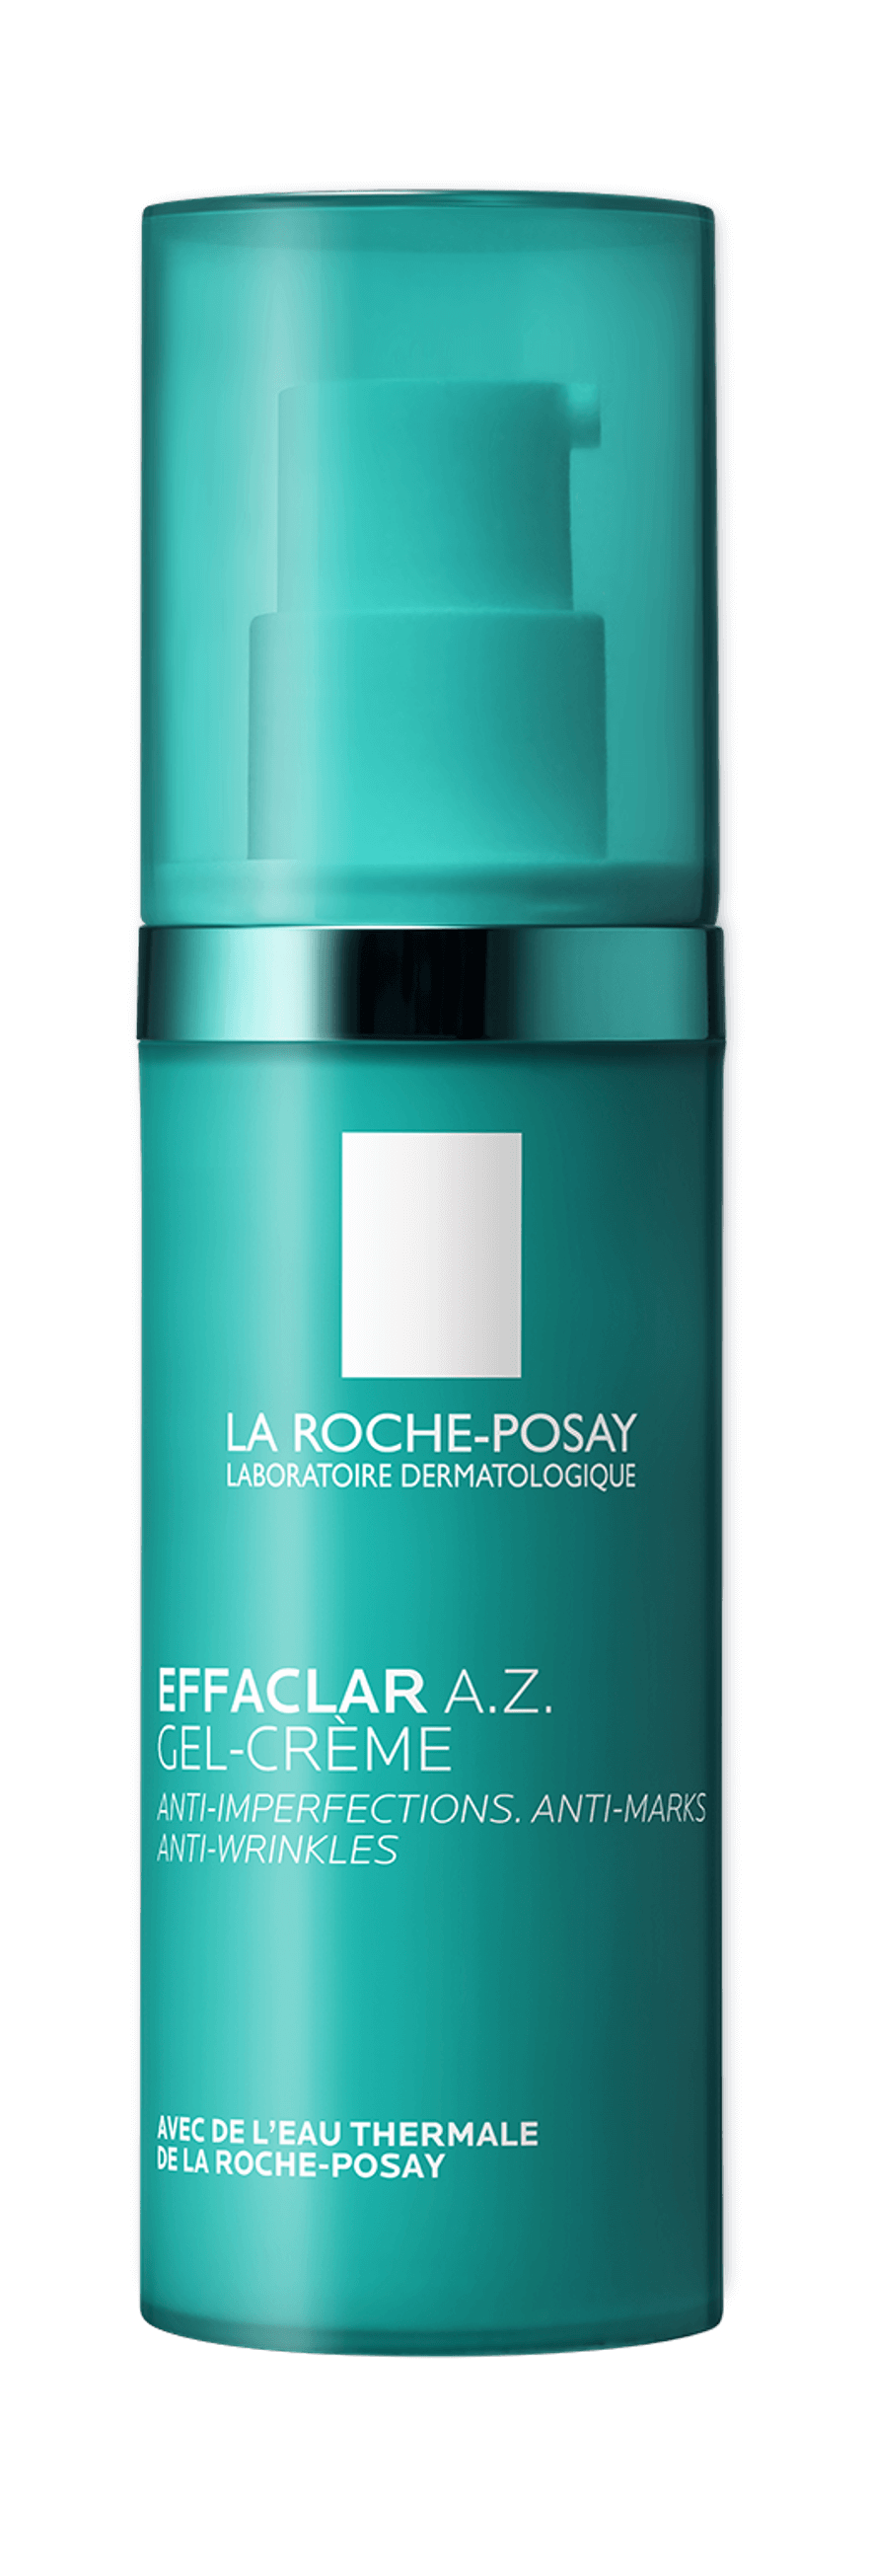 LA ROCHE-POSAY
LABORATOIRE DERMATOLOGIQUE
EFFACLAR A.Z.
GEL-CRÈME
ANTI-IMPERFECTIONS. ANTI-MARKS
ANTI-WRINKLES
AVEC DE L'EAU THERMALE
DE LA ROCHE-POSAY